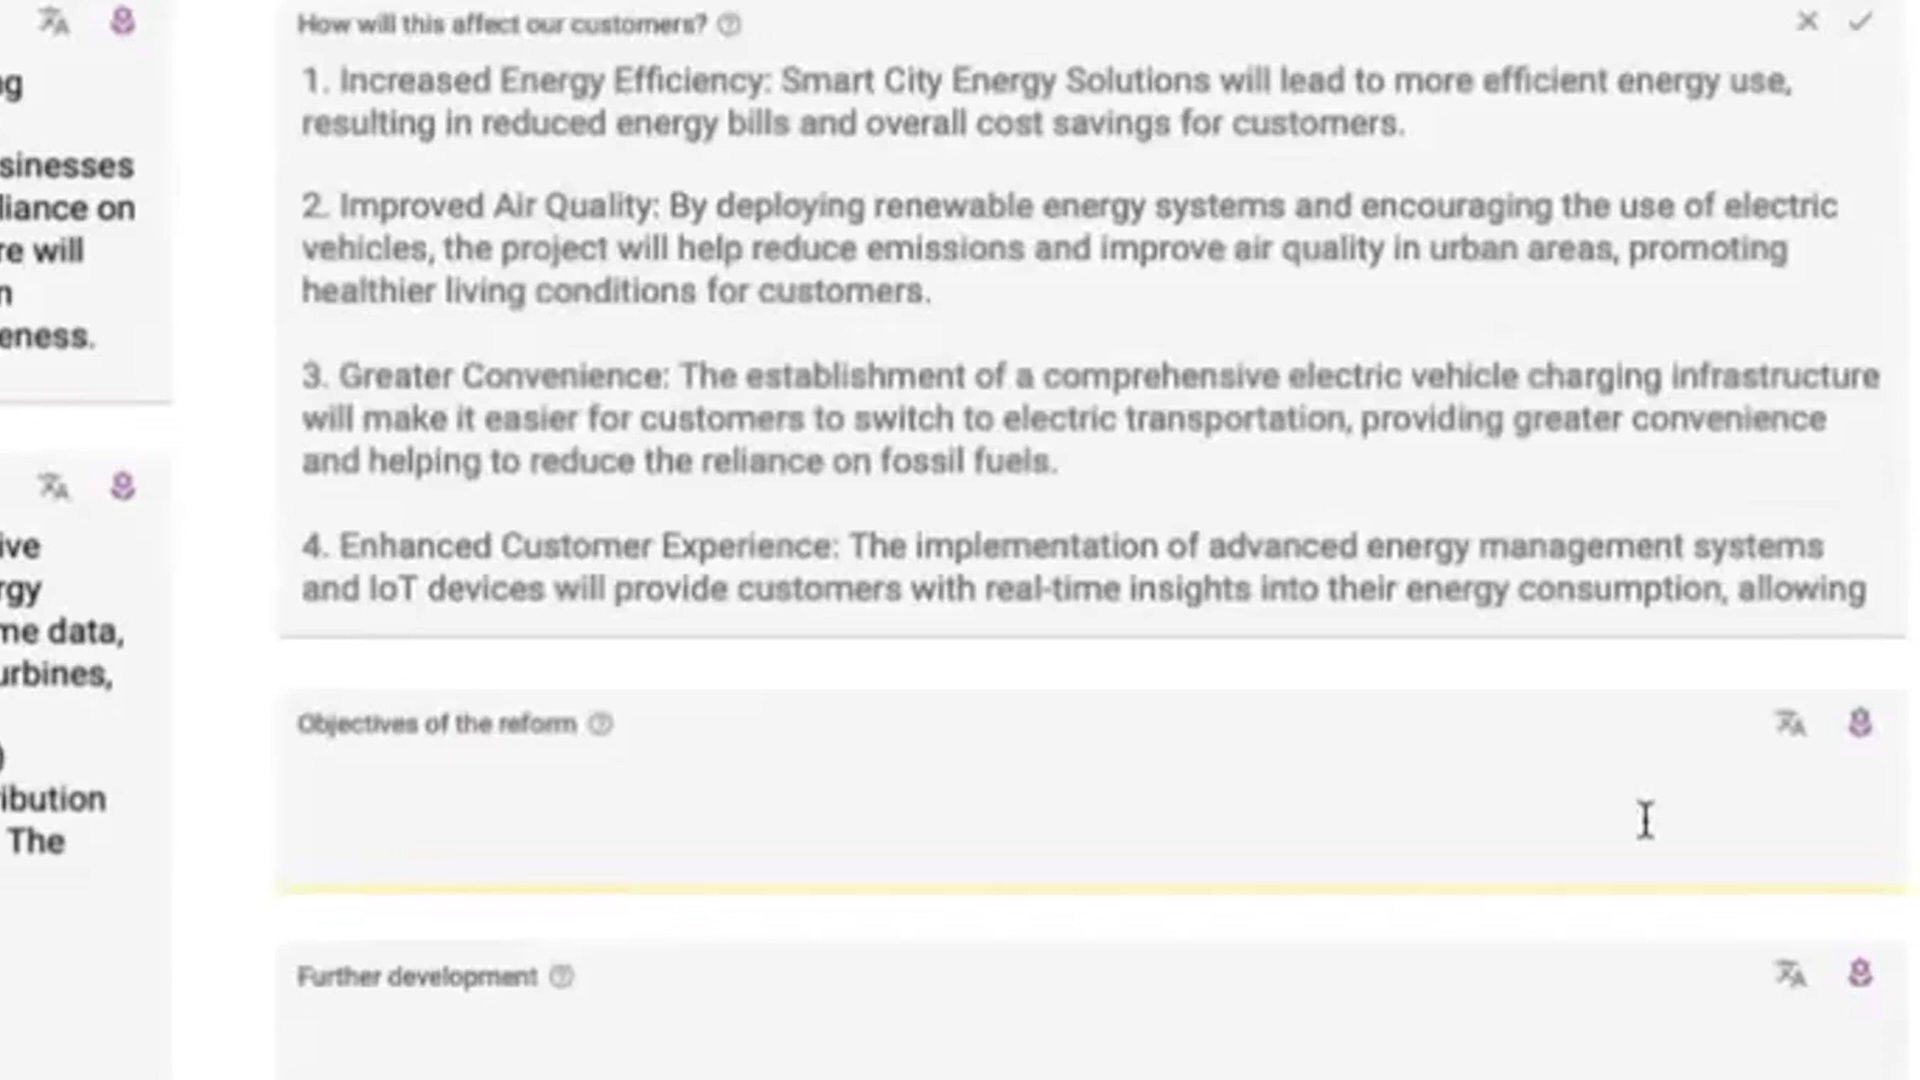 How will this affect our customers?
1. Increased Energy Efficiency: Smart City Energy Solutions will lead to more efficient energy use,
resulting in reduced energy bills and overall cost savings for customers.
2. Improved Air Quality: By deploying renewable energy systems and encouraging the use of electric
vehicles, the project will help reduce emissions and improve air quality in urban areas, promoting
healthier living conditions for customers.
3. Greater Convenience: The establishment of a comprehensive electric vehicle charging infrastructure
will make it easier for customers to switch to electric transportation, providing greater convenience
and helping to reduce the reliance on fossil fuels.
4. Enhanced Customer Experience: The implementation of advanced energy management systems
and IoT devices will provide customers with real-time insights into their energy consumption, allowing
Objectives of the reform
Further development
ng
sinesses
liance on
re will
n
eness.
ive
rgy
me data,
urbines,
)
ibution
The